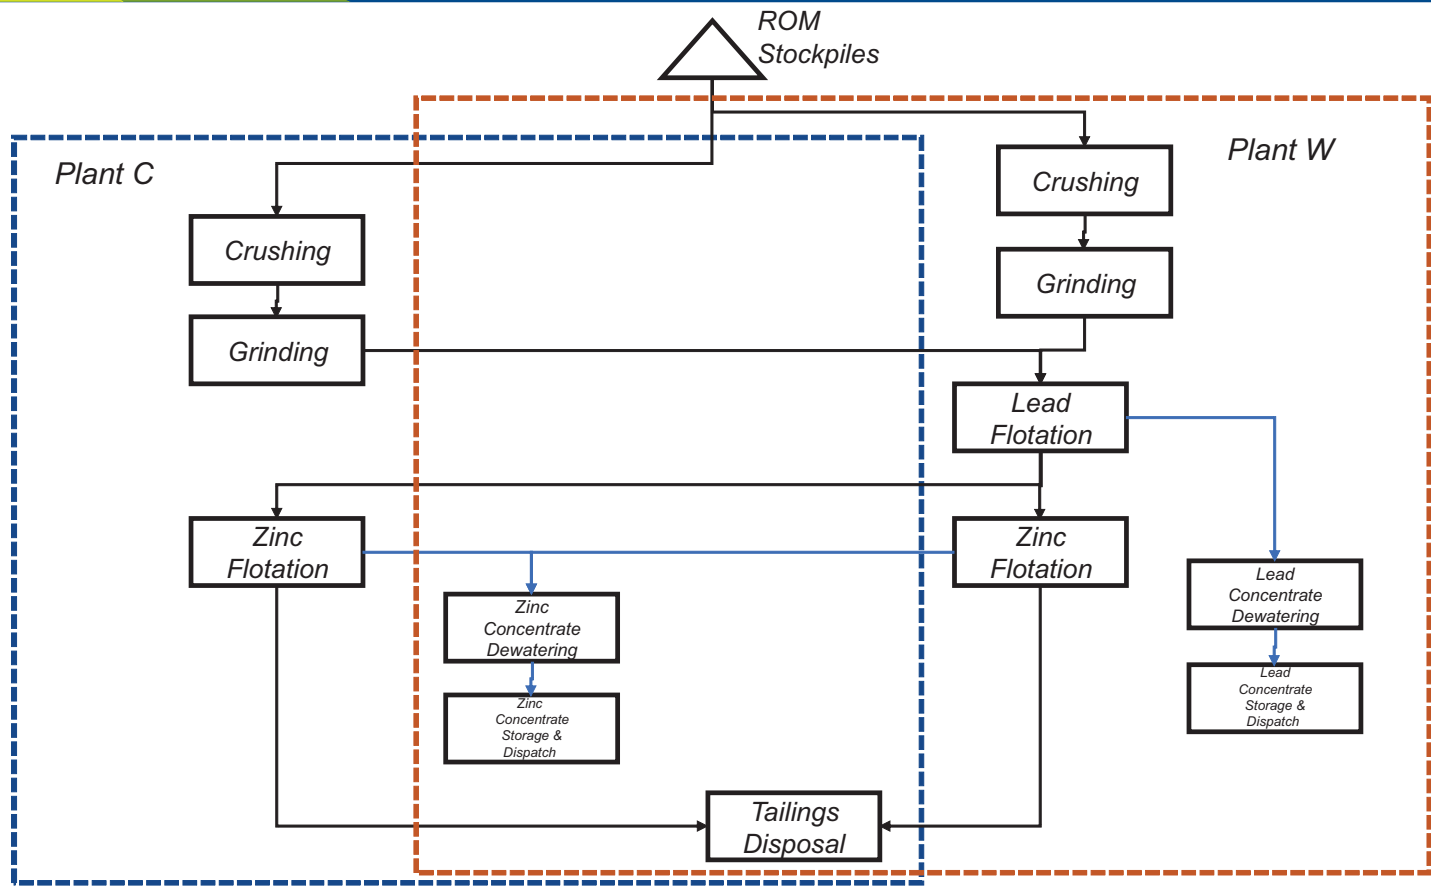 ROM
Stockpiles
Plant C
Plant W
Crushing
Crushing
Grinding
Grinding
Lead
Flotation
Zinc
Flotation
Zinc
Flotation
Lead
Concentrate
Dewatering
Zinc
Concentrate
Dewatering
Lead
Concentrate
Storage &
Dispatch
Zinc
Concentrate
Storage &
Dispatch
Tailings
Disposal